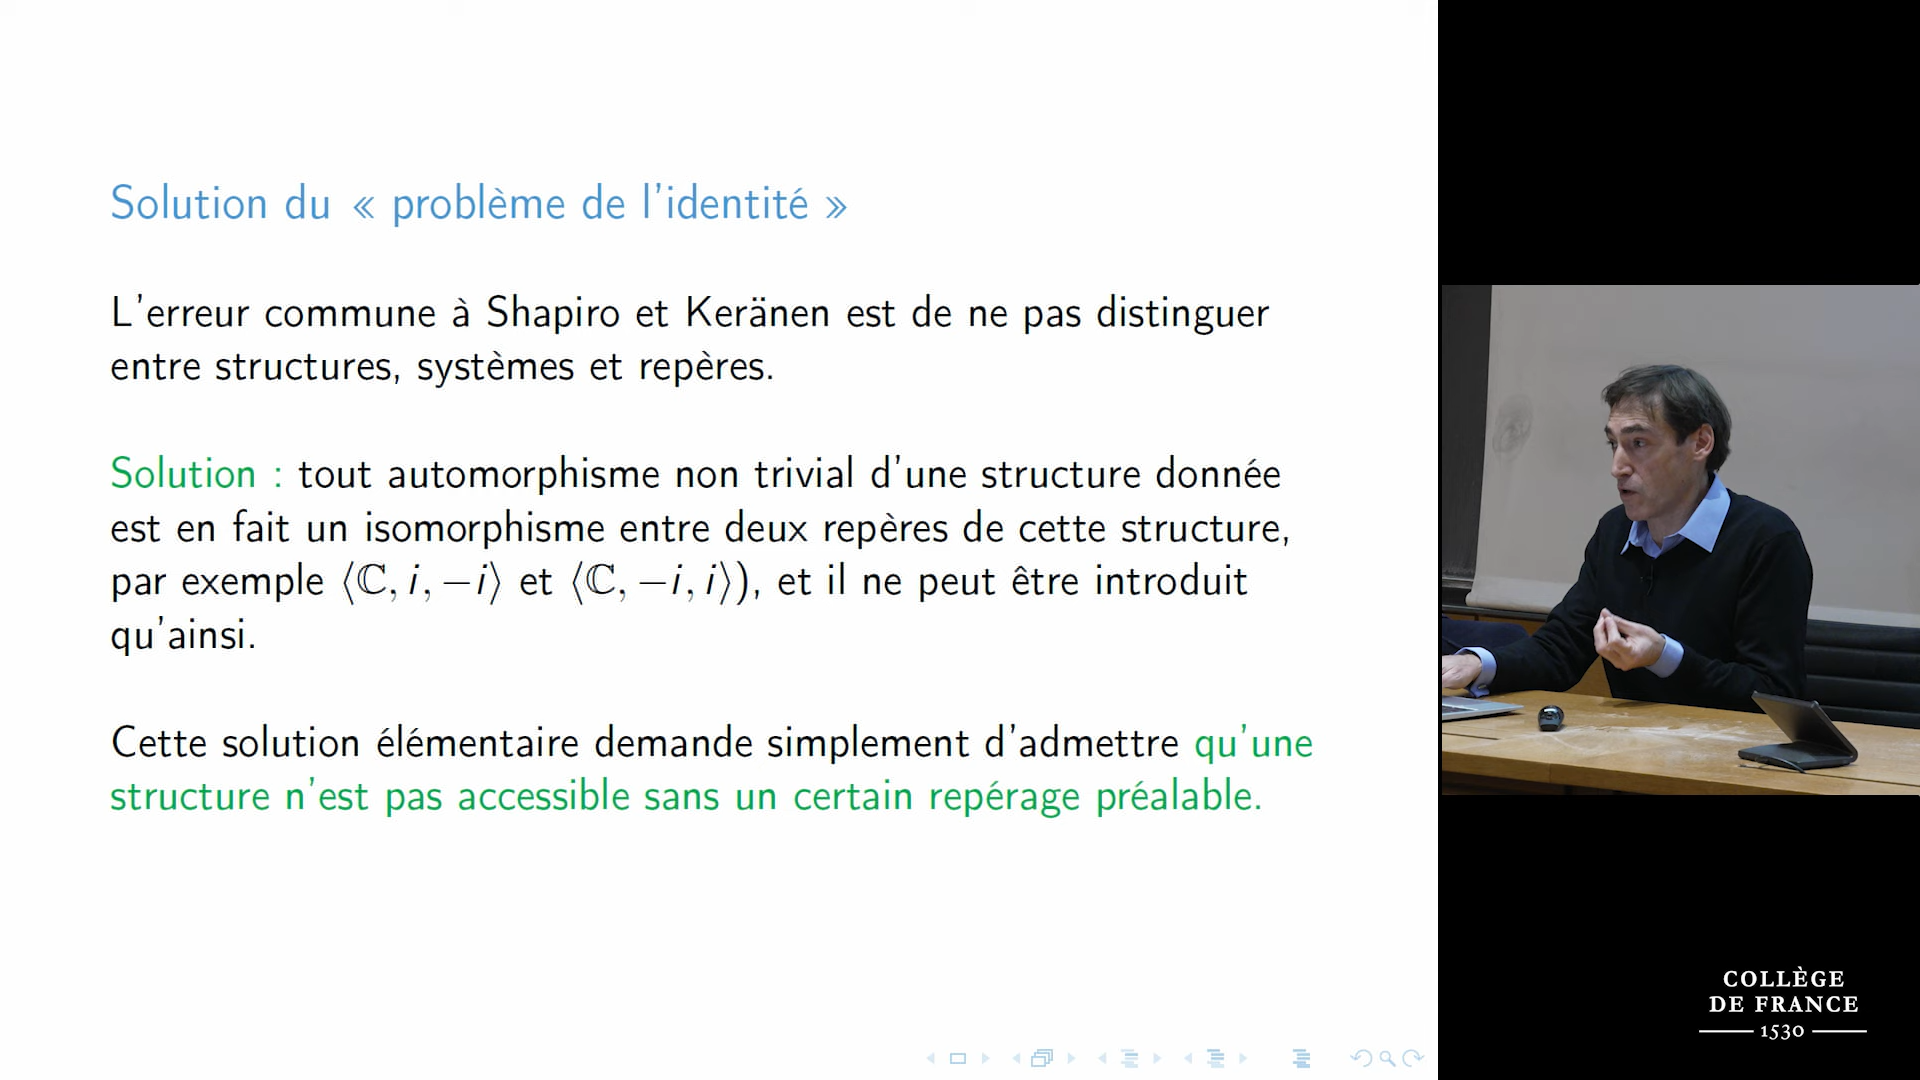 Solution du « problème de l'identité »
L'erreur commune à Shapiro et Keränen est de ne pas distinguer
entre structures, systèmes et repères.
Solution : tout automorphisme non trivial d'une structure donnée
est en fait un isomorphisme entre deux repères de cette structure,
par exemple ⟨ℂ, i, −i⟩ et ⟨ℂ, −i, i⟩), et il ne peut être introduit
qu'ainsi.
Cette solution élémentaire demande simplement d'admettre qu'une
structure n'est pas accessible sans un certain repérage préalable.
COLLÈGE
DE FRANCE
1530